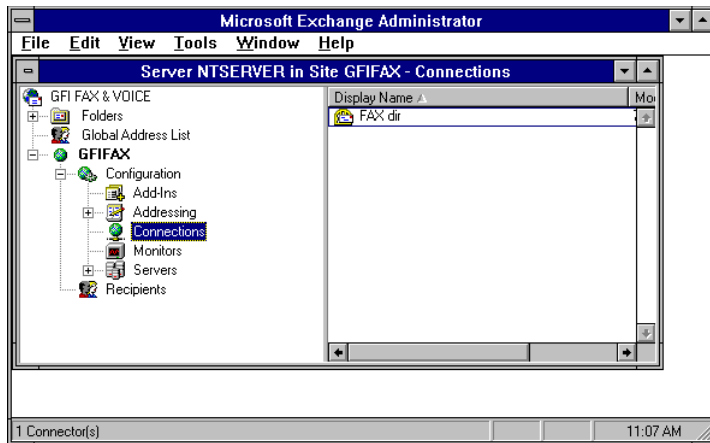 Microsoft Exchange Administrator
File Edit View Tools Window Help
Server NTSERVER in Site GFIFAX - Connections
GFI FAX & VOICE
Folders
Global Address List
GFIFAX
Configuration
Add-Ins
Addressing
Connections
Monitors
Servers
Recipients
Display Name
FAX dir
1 Connector(s)
11:07 AM